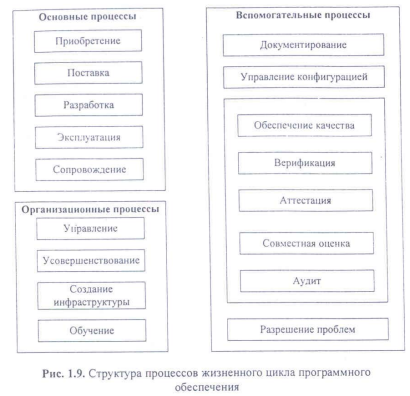 Основные процессы
Приобретение
Поставка
Разработка
Эксплуатация
Сопровождение
Организационные процессы
Управление
Усовершенствование
Создание
инфраструктуры
Обучение
Вспомогательные процессы
Документирование
Управление конфигурацией
Обеспечение качества
Верификация
Аттестация
Совместная оценка
Аудит
Разрешение проблем
Рис. 1.9. Структура процессов жизненного цикла программного
обеспечения